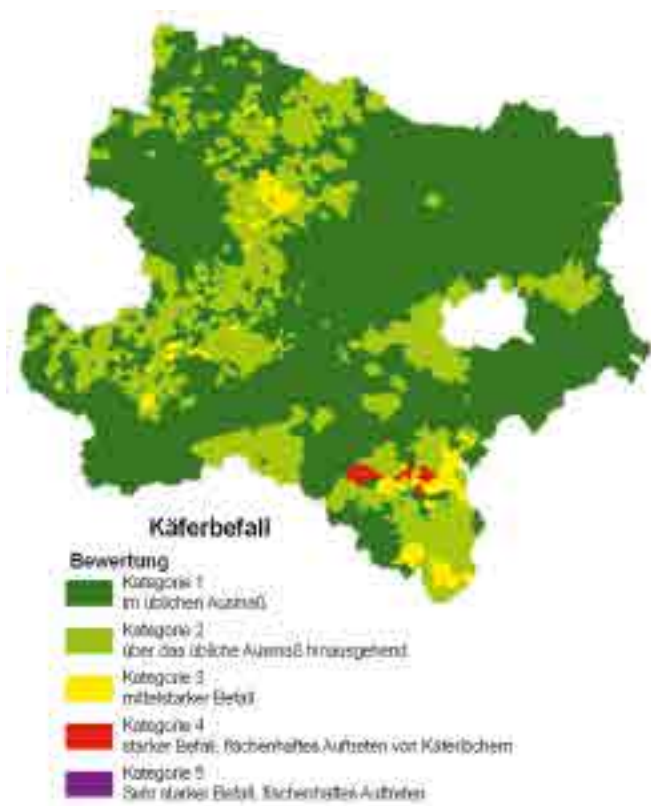 Käferbefall
Bewertung
Kategorie 1
im üblichen Ausmaß
Kategorie 2
über das übliche Ausmaß hinausgehend
Kategorie 3
mittelstarker Befall
Kategorie 4
starker Befall, flächenhaftes Auftreten von Käferlöchern
Kategorie 5
Sehr starker Befall, flächenhaftes Auftreten